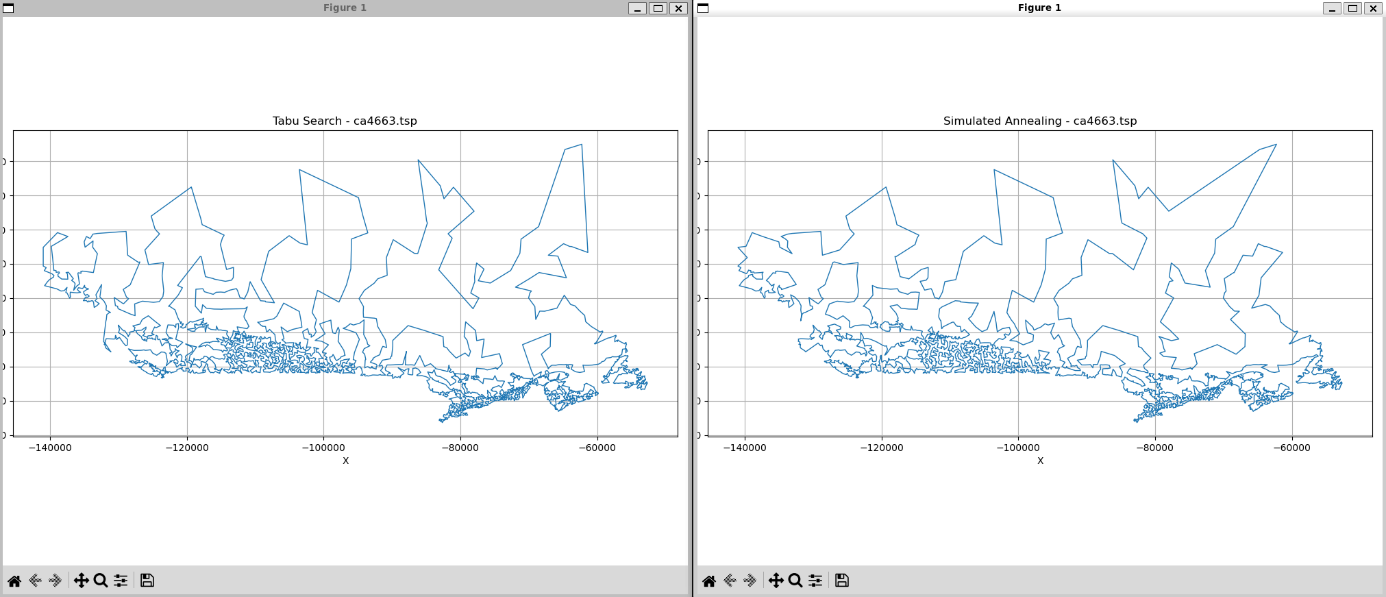 Figure 1
Tabu Search - ca4663.tsp
−140000 −120000 −100000 −80000 −60000
X
Figure 1
Simulated Annealing - ca4663.tsp
−140000 −120000 −100000 −80000 −60000
X